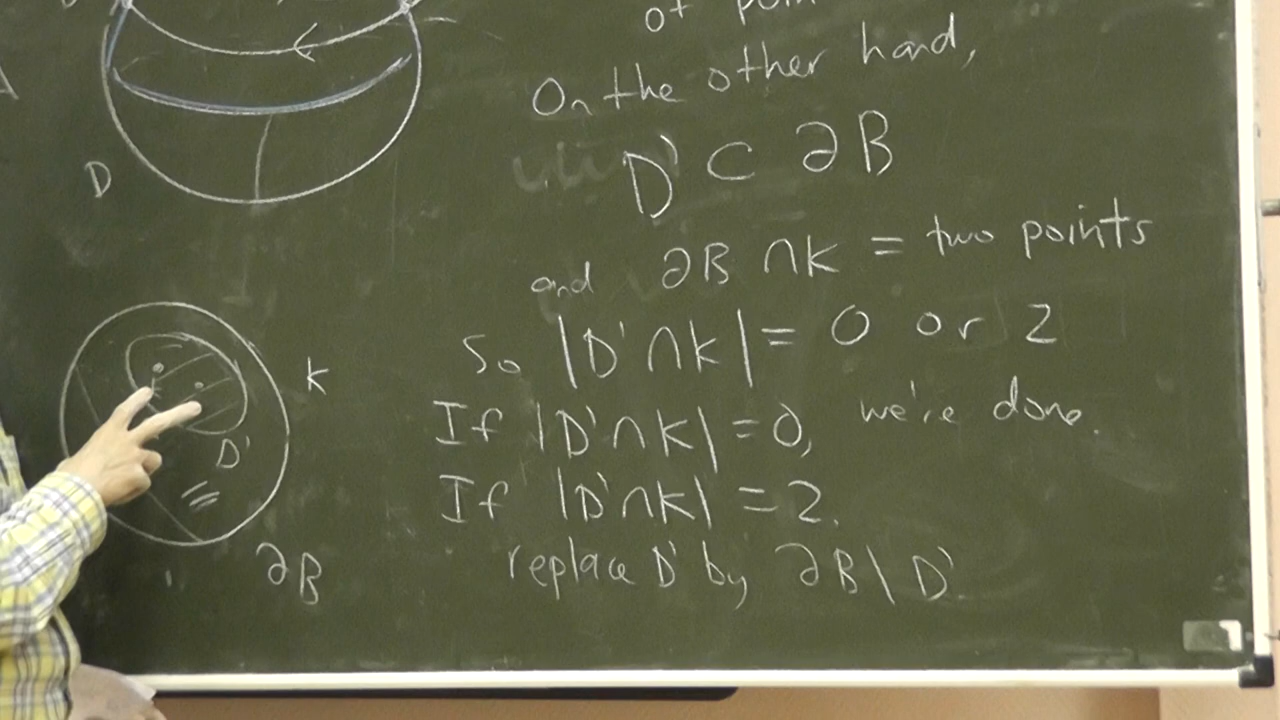 of
On the other hand,
D' ⊂ ∂B
and ∂B ∩ K = two points
So |D' ∩ K| = 0 or 2
If |D' ∩ K| = 0, we're done.
If |D' ∩ K| = 2.
replace D' by ∂B \ D'
D
K
D'
∂B